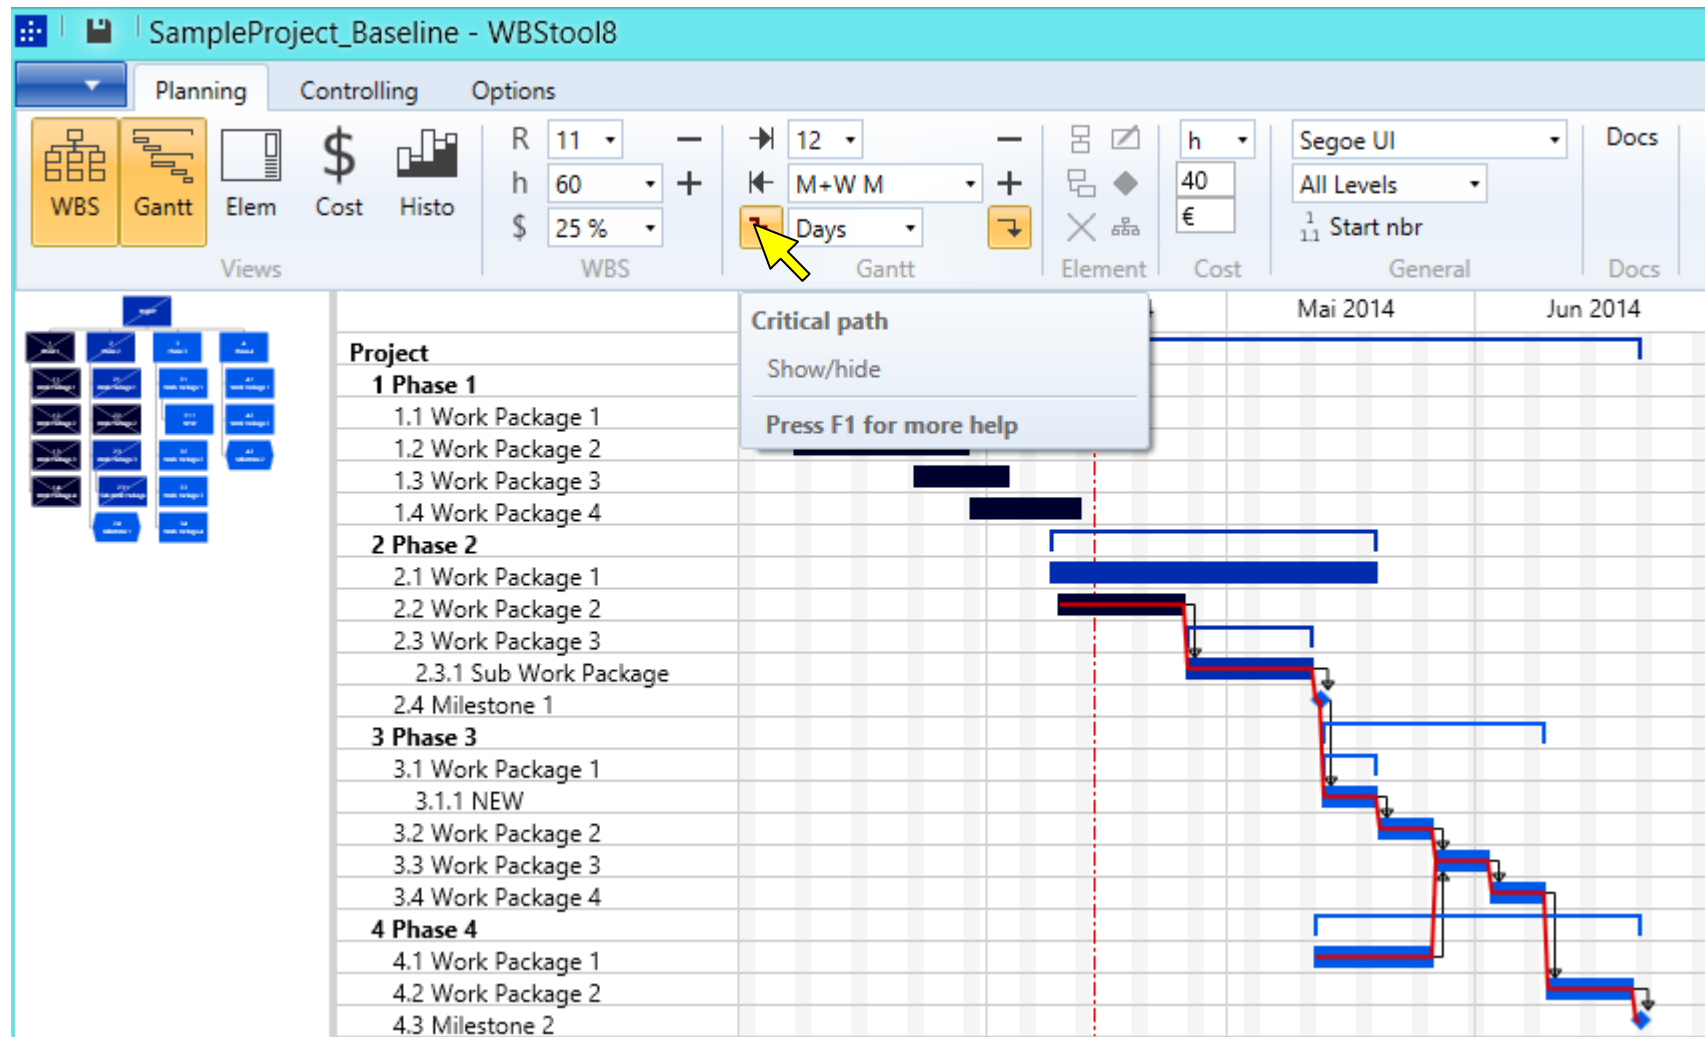 SampleProject_Baseline - WBStool8
Planning Controlling Options
R 11 12 h Segoe UI Docs
h 60 M+W M 40 All Levels
$ 25 % Days € 1 1.1 Start nbr
WBS Gantt Elem Cost Histo
Views WBS Gantt Element Cost General Docs
Mai 2014 Jun 2014
Critical path
Show/hide
Press F1 for more help
Project
1 Phase 1
1.1 Work Package 1
1.2 Work Package 2
1.3 Work Package 3
1.4 Work Package 4
2 Phase 2
2.1 Work Package 1
2.2 Work Package 2
2.3 Work Package 3
2.3.1 Sub Work Package
2.4 Milestone 1
3 Phase 3
3.1 Work Package 1
3.1.1 NEW
3.2 Work Package 2
3.3 Work Package 3
3.4 Work Package 4
4 Phase 4
4.1 Work Package 1
4.2 Work Package 2
4.3 Milestone 2